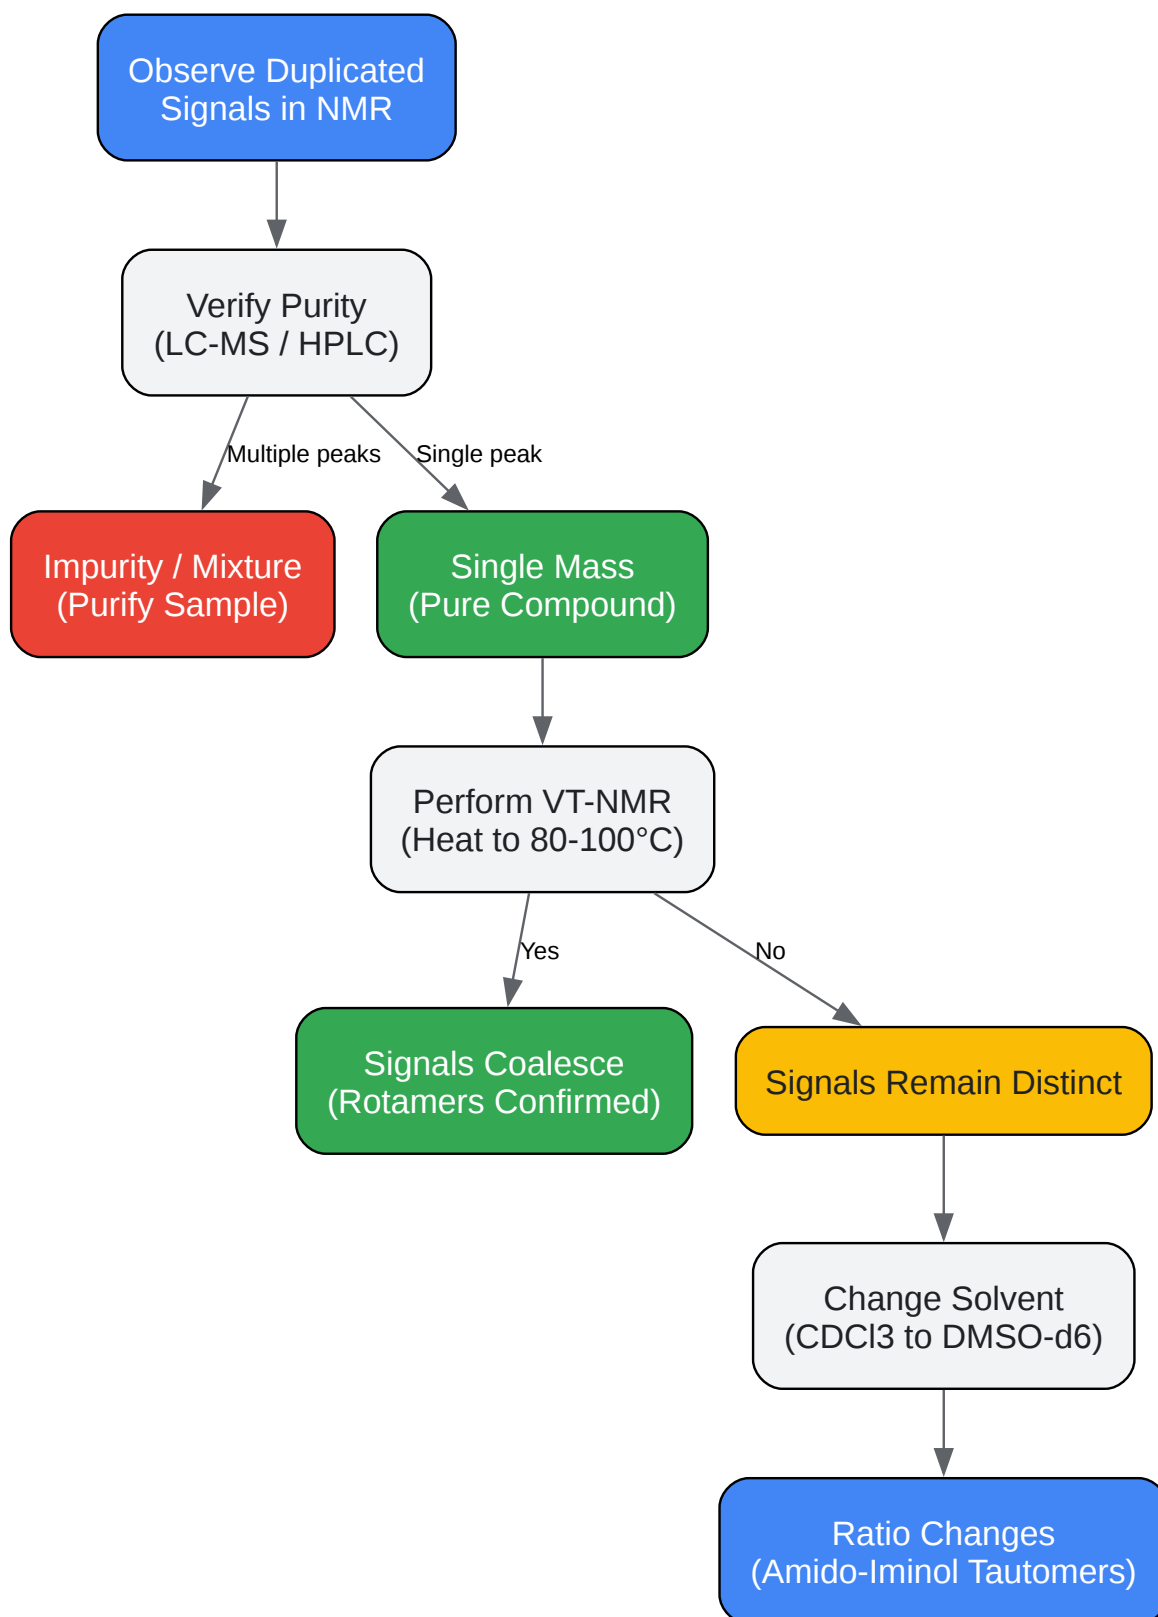 Observe Duplicated
Signals in NMR
Verify Purity
(LC-MS / HPLC)
Multiple peaks
Single peak
Impurity / Mixture
(Purify Sample)
Single Mass
(Pure Compound)
Perform VT-NMR
(Heat to 80-100°C)
Yes
No
Signals Coalesce
(Rotamers Confirmed)
Signals Remain Distinct
Change Solvent
(CDCl3 to DMSO-d6)
Ratio Changes
(Amido-Iminol Tautomers)